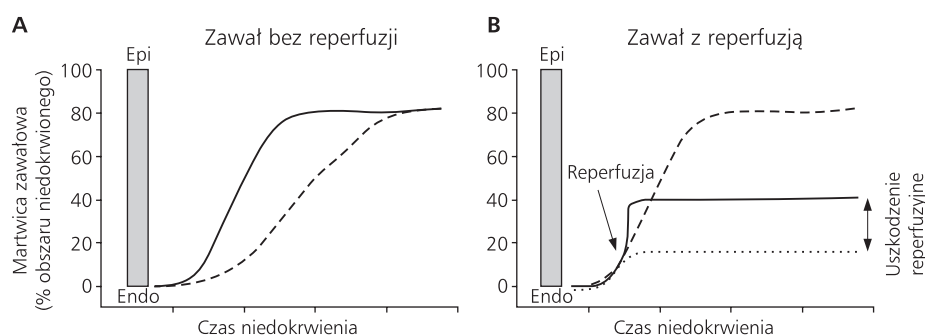 A
Zawał bez reperfuzji
Epi
100
80
60
40
20
0
Endo
Martwica zawałowa
(% obszaru niedokrwionego)
Czas niedokrwienia
B
Zawał z reperfuzją
Epi
100
80
60
40
20
0
Endo
Reperfuzja
Uszkodzenie
reperfuzyjne
Czas niedokrwienia